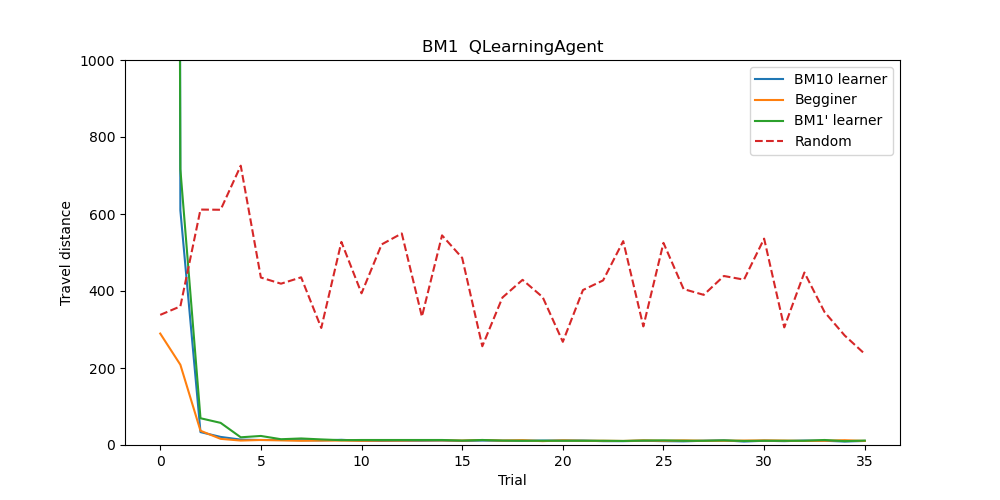 BM1  QLearningAgent
1000
800
600
400
200
0
Travel distance
0 5 10 15 20 25 30 35
Trial
BM10 learner
Begginer
BM1' learner
Random